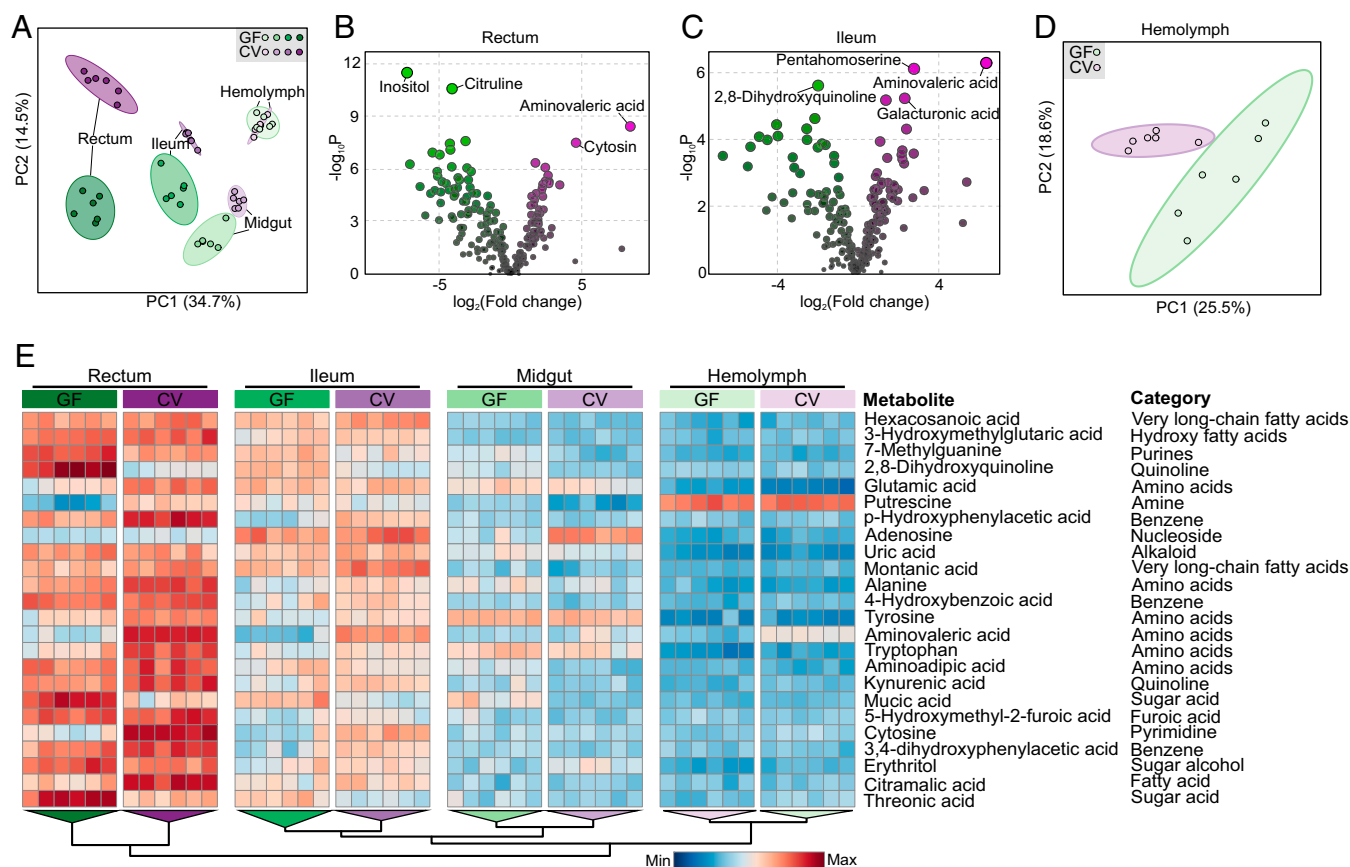 A
GF
CV
Hemolymph
Rectum
Ileum
Midgut
PC2 (14.5%)
PC1 (34.7%)
B
Rectum
12
9
6
3
0
-log₁₀P
Inositol
Citruline
Aminovaleric acid
Cytosin
-5
0
5
log₂(Fold change)
C
Ileum
6
4
2
0
-log₁₀P
Pentahomoserine
Aminovaleric acid
2,8-Dihydroxyquinoline
Galacturonic acid
-4
0
4
log₂(Fold change)
D
Hemolymph
GF
CV
PC2 (18.6%)
PC1 (25.5%)
E
Rectum Ileum Midgut Hemolymph
GF CV GF CV GF CV GF CV Metabolite Category
Hexacosanoic acid Very long-chain fatty acids
3-Hydroxymethylglutaric acid Hydroxy fatty acids
7-Methylguanine Purines
2,8-Dihydroxyquinoline Quinoline
Glutamic acid Amino acids
Putrescine Amine
p-Hydroxyphenylacetic acid Benzene
Adenosine Nucleoside
Uric acid Alkaloid
Montanic acid Very long-chain fatty acids
Alanine Amino acids
4-Hydroxybenzoic acid Benzene
Tyrosine Amino acids
Aminovaleric acid Amino acids
Tryptophan Amino acids
Aminoadipic acid Amino acids
Kynurenic acid Quinoline
Mucic acid Sugar acid
5-Hydroxymethyl-2-furoic acid Furoic acid
Cytosine Pyrimidine
3,4-dihydroxyphenylacetic acid Benzene
Erythritol Sugar alcohol
Citramalic acid Fatty acid
Threonic acid Sugar acid
Min Max